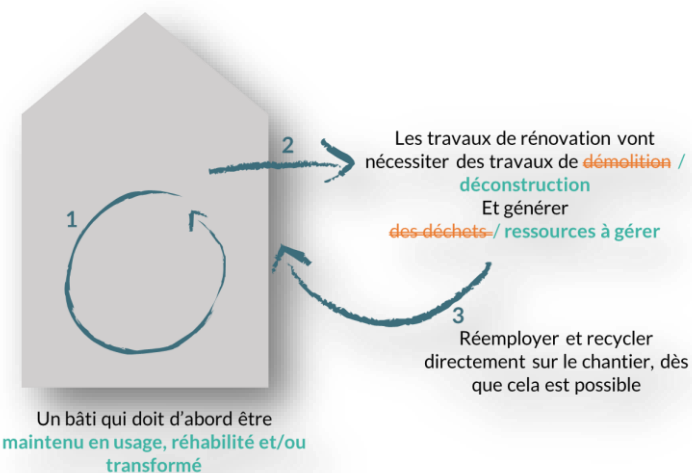 2
Les travaux de rénovation vont
nécessiter des travaux de démolition /
déconstruction
Et générer
des déchets / ressources à gérer
1
3
Réemployer et recycler
directement sur le chantier, dès
que cela est possible
Un bâti qui doit d'abord être
maintenu en usage, réhabilité et/ou
transformé